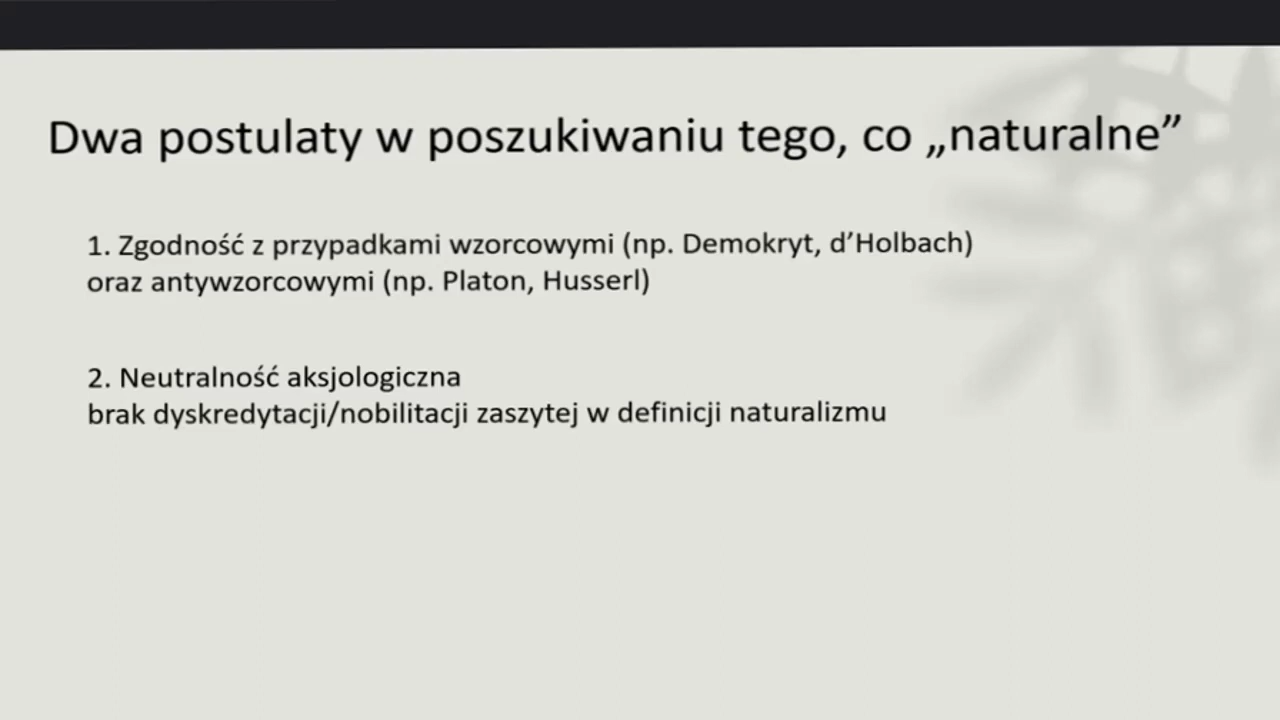 Dwa postulaty w poszukiwaniu tego, co „naturalne”
1. Zgodność z przypadkami wzorcowymi (np. Demokryt, d’Holbach)
oraz antywzorcowymi (np. Platon, Husserl)
2. Neutralność aksjologiczna
brak dyskredytacji/nobilitacji zaszytej w definicji naturalizmu